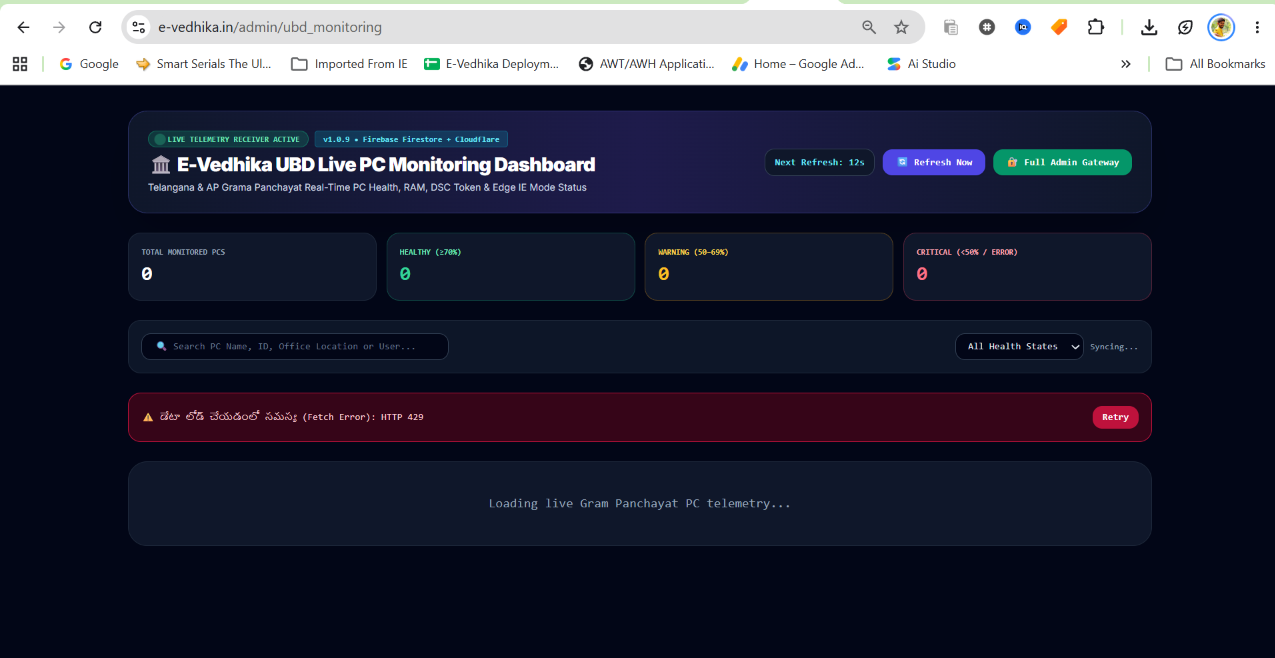 e-vedhika.in/admin/ubd_monitoring
Google
Smart Serials The Ul...
Imported From IE
E-Vedhika Deploym...
AWT/AWH Applicati...
Home – Google Ad...
Ai Studio
»
All Bookmarks
LIVE TELEMETRY RECEIVER ACTIVE
v1.0.9 • Firebase Firestore + Cloudflare
E-Vedhika UBD Live PC Monitoring Dashboard
Telangana & AP Grama Panchayat Real-Time PC Health, RAM, DSC Token & Edge IE Mode Status
Next Refresh: 12s
Refresh Now
Full Admin Gateway
TOTAL MONITORED PCS
0
HEALTHY (≥70%)
0
WARNING (50-69%)
0
CRITICAL (<50% / ERROR)
0
Search PC Name, ID, Office Location or User...
All Health States
Syncing...
డేటా లోడ్ చేయడంలో సమస్య (Fetch Error): HTTP 429
Retry
Loading live Gram Panchayat PC telemetry...